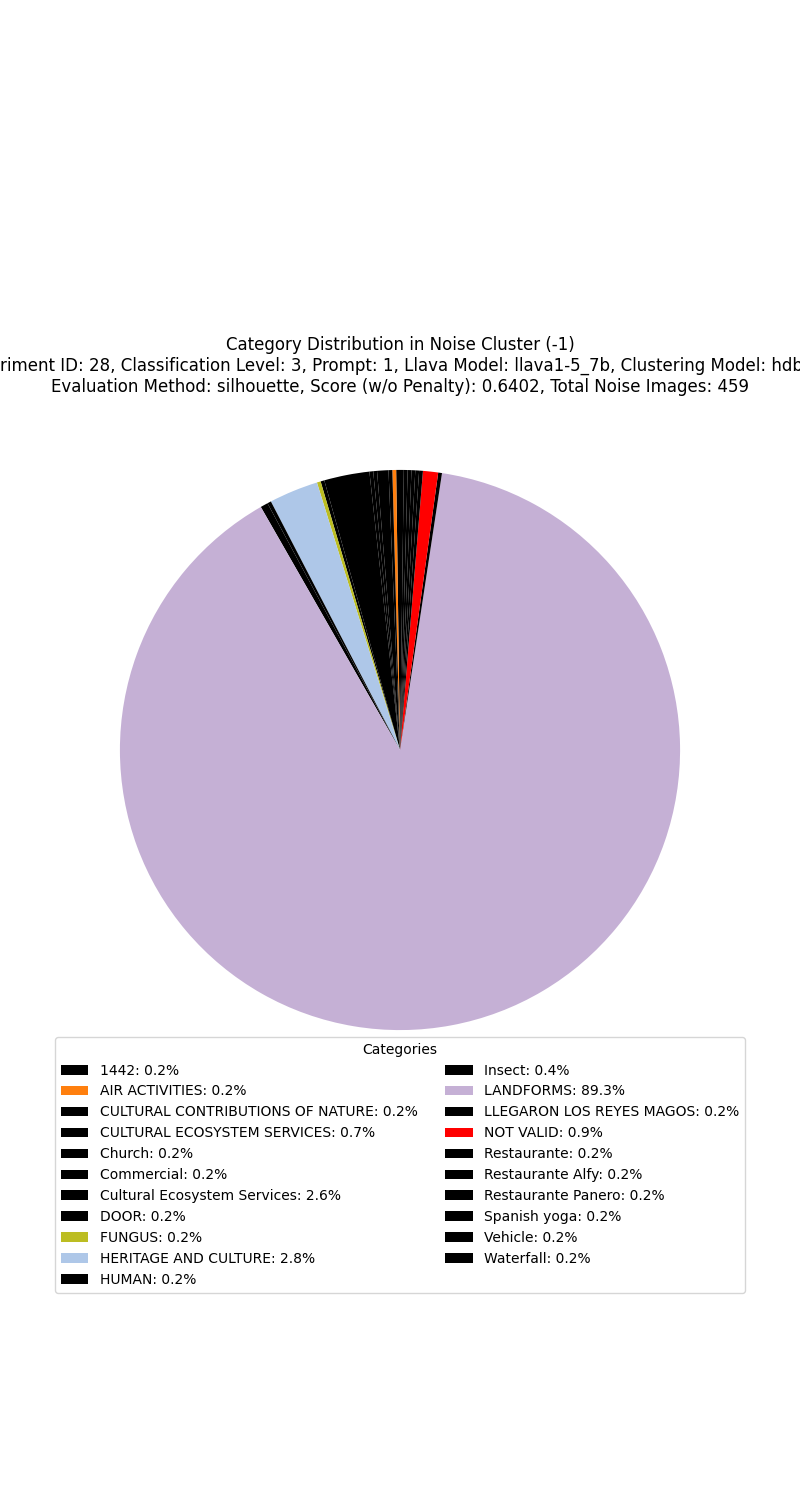 Category Distribution in Noise Cluster (-1)
riment ID: 28, Classification Level: 3, Prompt: 1, Llava Model: llava1-5_7b, Clustering Model: hdb
Evaluation Method: silhouette, Score (w/o Penalty): 0.6402, Total Noise Images: 459
Categories
1442: 0.2%
AIR ACTIVITIES: 0.2%
CULTURAL CONTRIBUTIONS OF NATURE: 0.2%
CULTURAL ECOSYSTEM SERVICES: 0.7%
Church: 0.2%
Commercial: 0.2%
Cultural Ecosystem Services: 2.6%
DOOR: 0.2%
FUNGUS: 0.2%
HERITAGE AND CULTURE: 2.8%
HUMAN: 0.2%
Insect: 0.4%
LANDFORMS: 89.3%
LLEGARON LOS REYES MAGOS: 0.2%
NOT VALID: 0.9%
Restaurante: 0.2%
Restaurante Alfy: 0.2%
Restaurante Panero: 0.2%
Spanish yoga: 0.2%
Vehicle: 0.2%
Waterfall: 0.2%